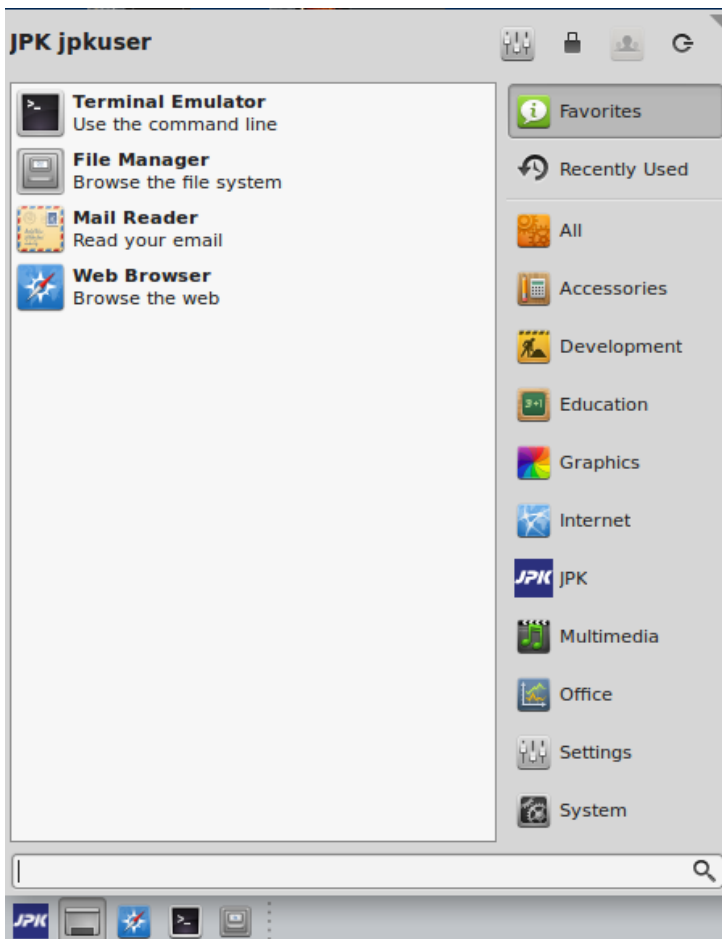 JPK jpkuser
Terminal Emulator
Use the command line
File Manager
Browse the file system
Mail Reader
Read your email
Web Browser
Browse the web
Favorites
Recently Used
All
Accessories
Development
Education
Graphics
Internet
JPK JPK
Multimedia
Office
Settings
System
JPK